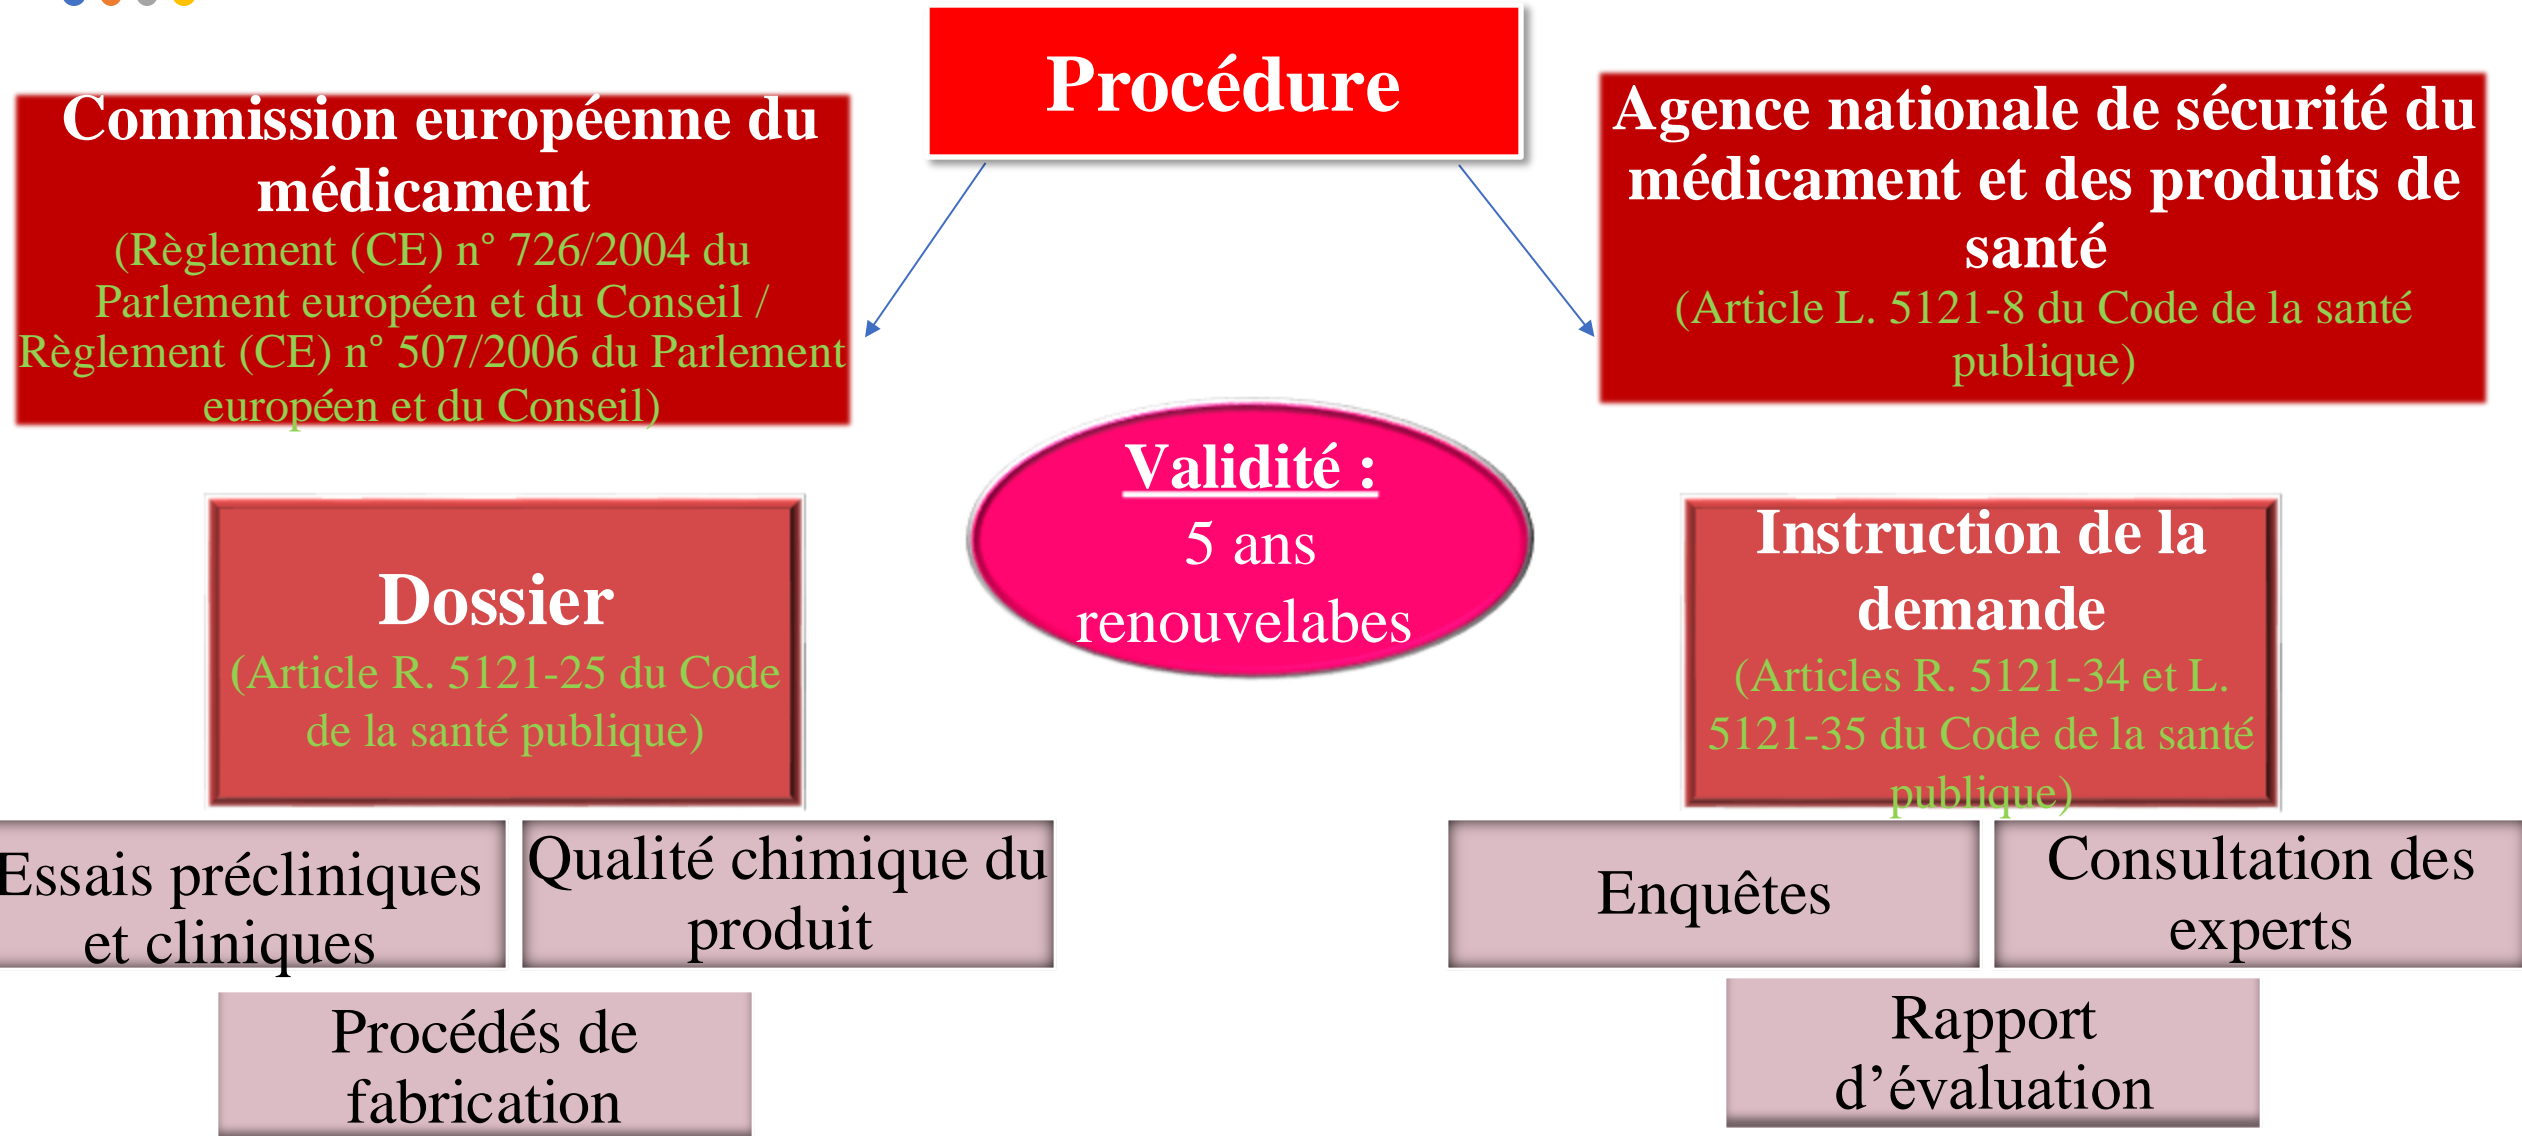 Procédure
Commission européenne du
médicament
(Règlement (CE) n° 726/2004 du
Parlement européen et du Conseil /
Règlement (CE) n° 507/2006 du Parlement
européen et du Conseil)
Agence nationale de sécurité du
médicament et des produits de
santé
(Article L. 5121-8 du Code de la santé
publique)
Validité :
5 ans
renouvelabes
Dossier
(Article R. 5121-25 du Code
de la santé publique)
Instruction de la
demande
(Articles R. 5121-34 et L.
5121-35 du Code de la santé
publique)
Essais précliniques
et cliniques
Qualité chimique du
produit
Procédés de
fabrication
Enquêtes
Consultation des
experts
Rapport
d’évaluation